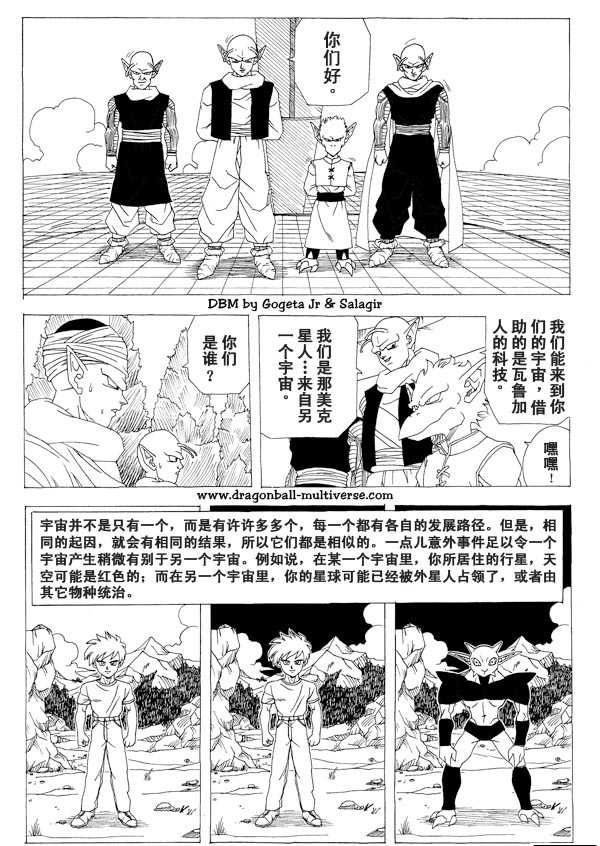 你们好。
DBM by Gogeta Jr & Salagir
你们
是谁？
我们是那美克
星人…来自另
一个宇宙。
我们能来到你
们的宇宙，借
助的是瓦鲁加
人的科技。
嘿嘿！
www.dragonball-multiverse.com
宇宙并不是只有一个，而是有许许多多个，每一个都有各自的发展路径。但是，相
同的起因，就会有相同的结果，所以它们都是相似的。一点儿意外事件足以令一个
宇宙产生稍微有别于另一个宇宙。例如说，在某一个宇宙里，你所居住的行星，天
空可能是红色的；而在另一个宇宙里，你的星球可能已经被外星人占领了，或者由
其它物种统治。